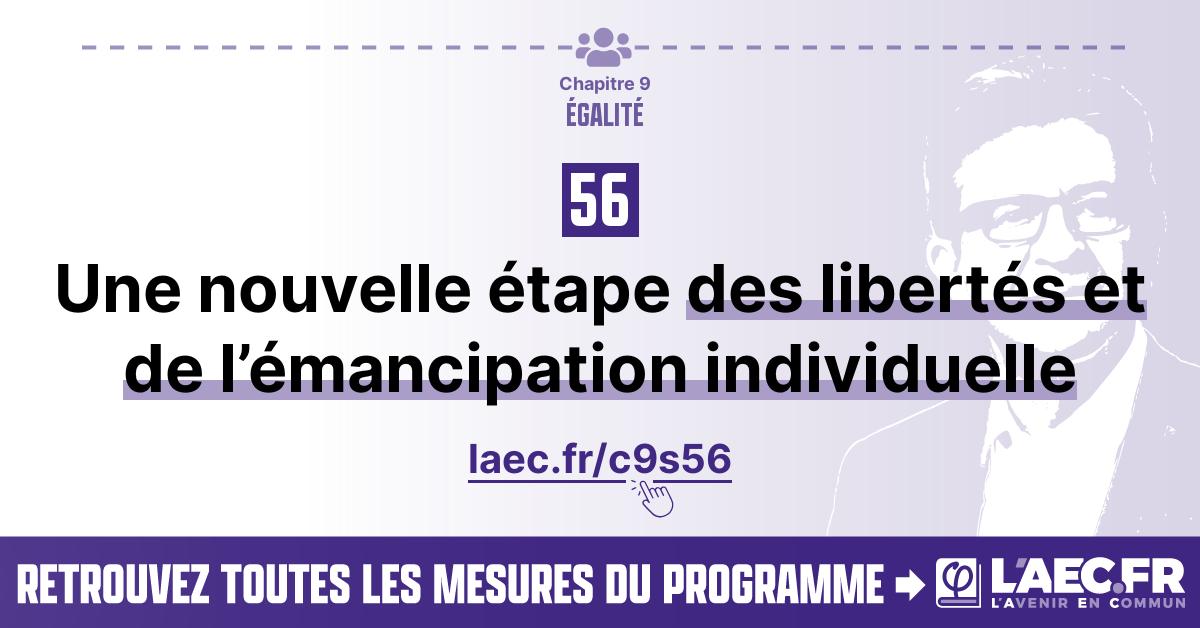 Chapitre 9
ÉGALITÉ
56
Une nouvelle étape des libertés et
de l’émancipation individuelle
laec.fr/c9s56
RETROUVEZ TOUTES LES MESURES DU PROGRAMME
φ
L'AEC.FR
L'AVENIR EN COMMUN